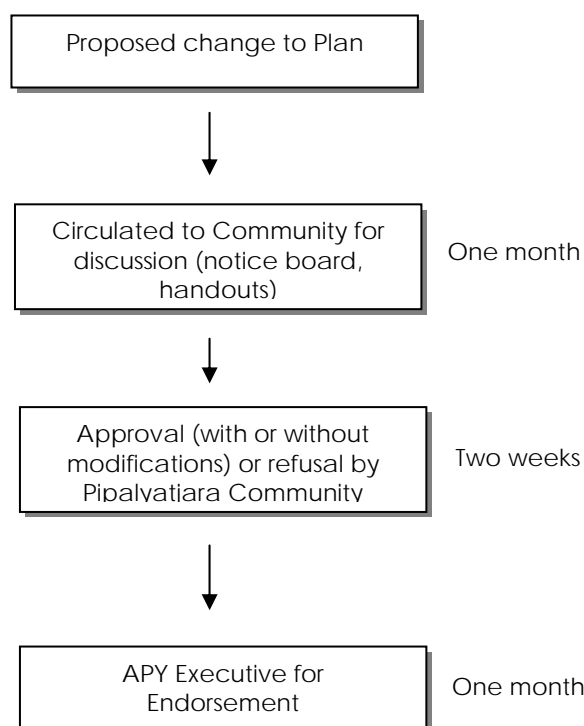 Proposed change to Plan
Circulated to Community for
discussion (notice board,
handouts)
One month
Approval (with or without
modifications) or refusal by
Pipalyatjara Community
Two weeks
APY Executive for
Endorsement
One month